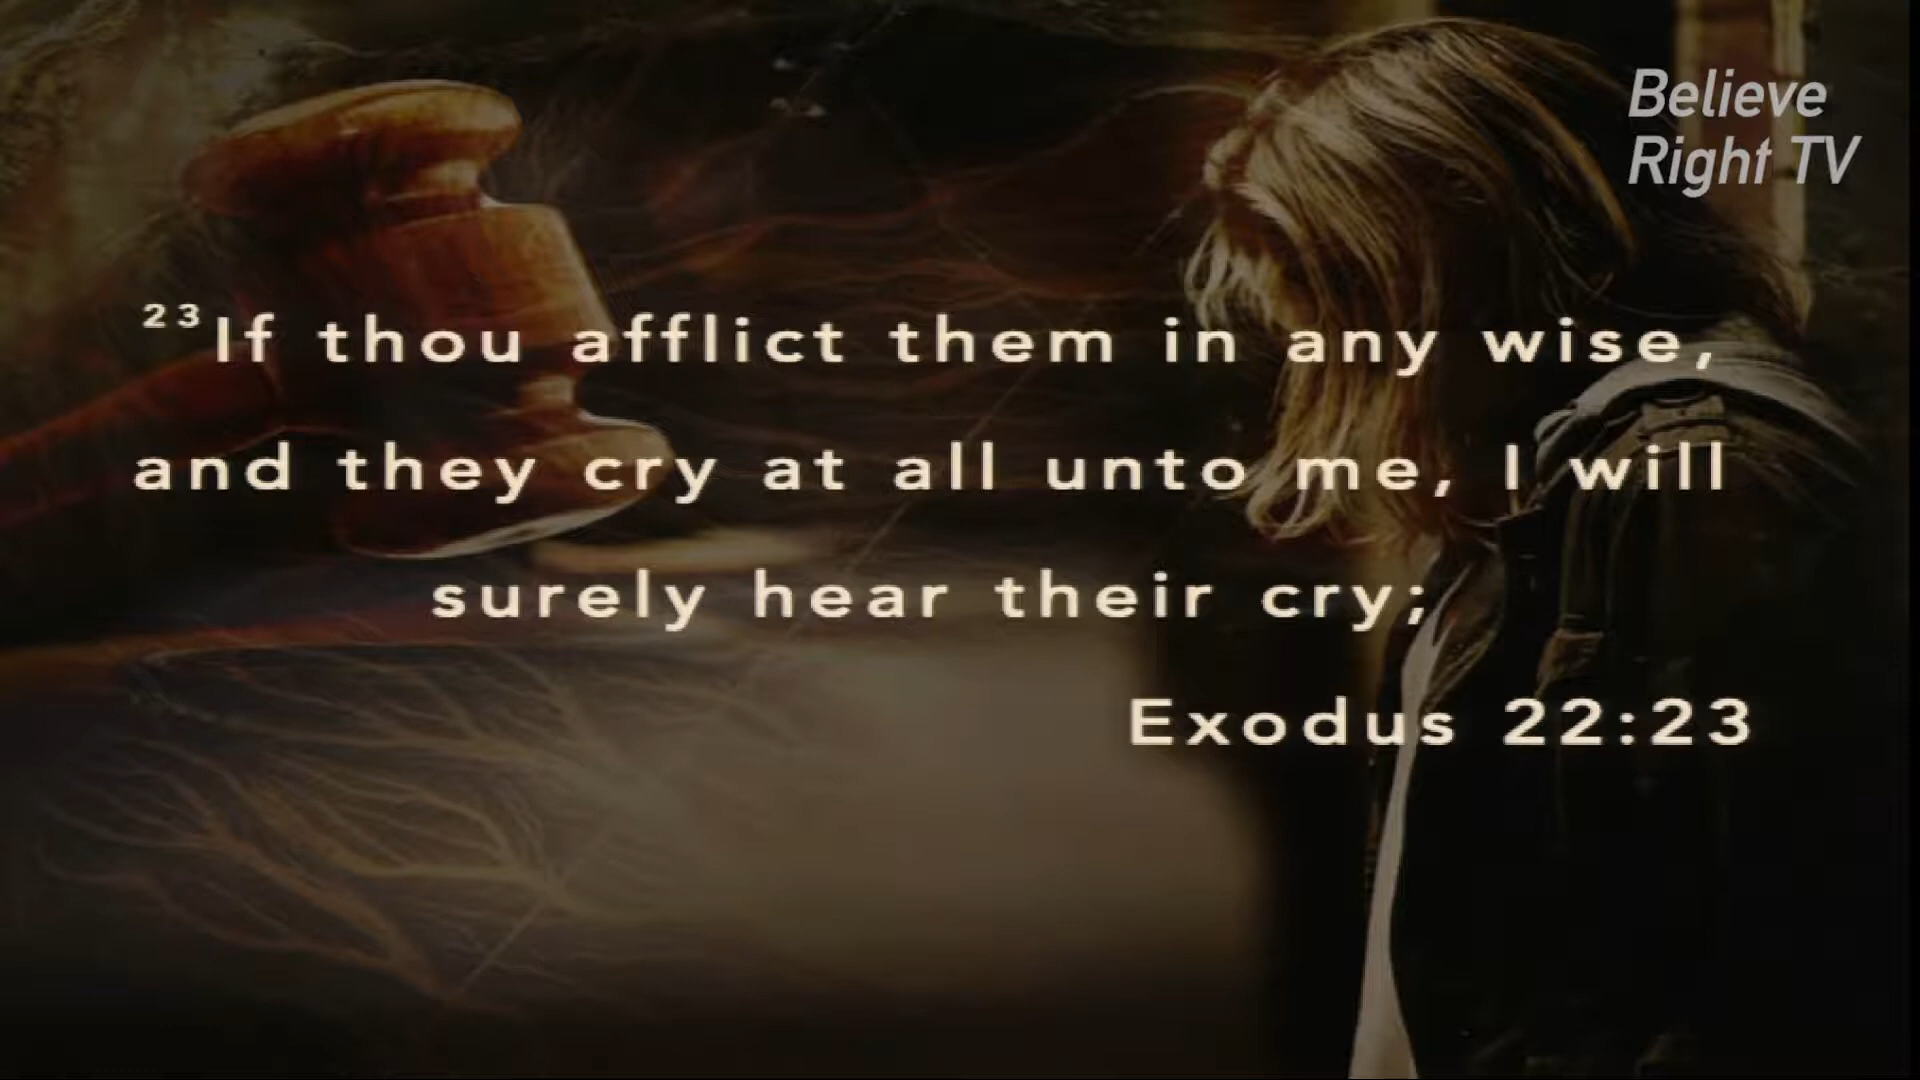 Believe
Right TV
23If thou afflict them in any wise,
and they cry at all unto me, I will
surely hear their cry;
Exodus 22:23